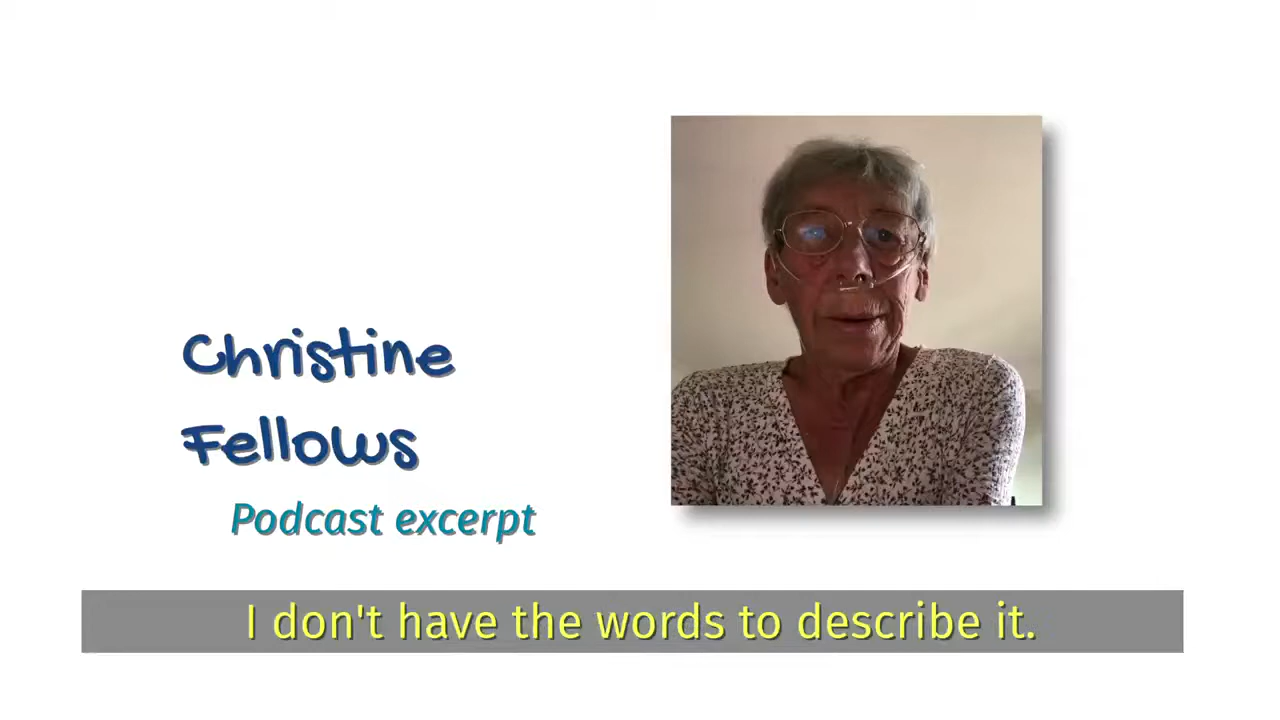 Christine
Fellows
Podcast excerpt
I don't have the words to describe it.